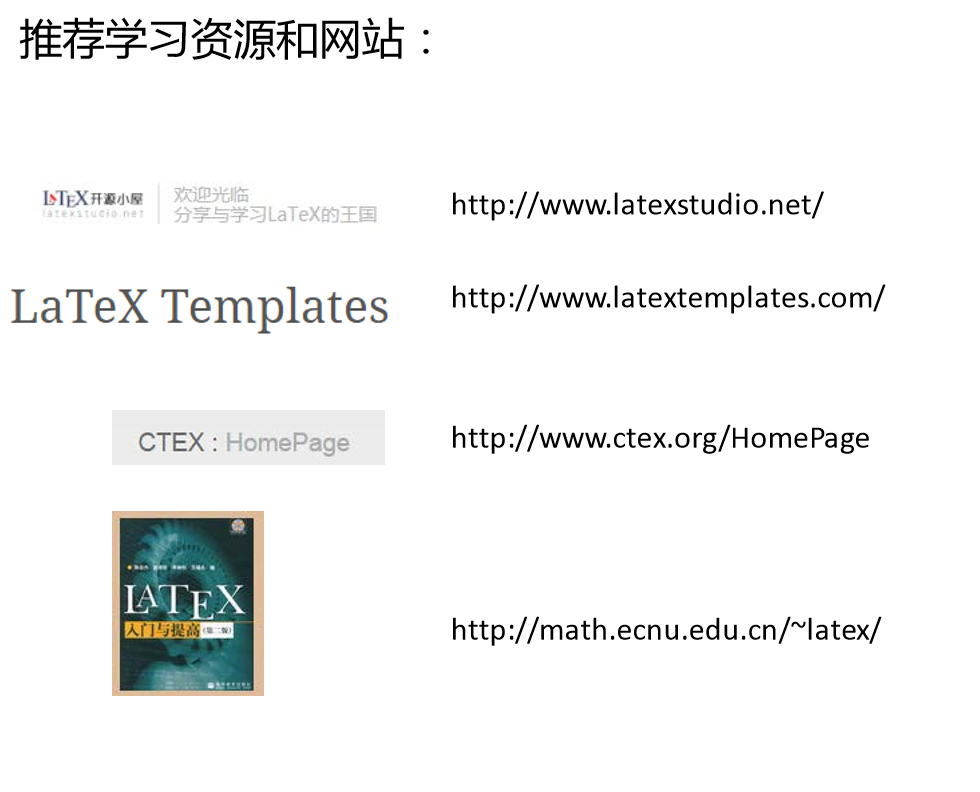 推荐学习资源和网站：
LaTeX开源小屋
latexstudio.net
欢迎光临
分享与学习LaTeX的王国
http://www.latexstudio.net/
LaTeX Templates
http://www.latextemplates.com/
CTEX : HomePage
http://www.ctex.org/HomePage
LATEX
入门与提高(第二版)
http://math.ecnu.edu.cn/~latex/